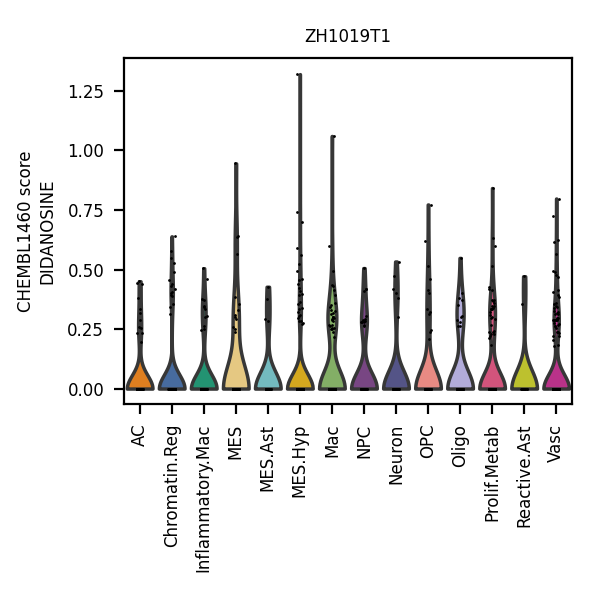 ZH1019T1
CHEMBL1460 score
DIDANOSINE
1.25
1.00
0.75
0.50
0.25
0.00
AC
Chromatin.Reg
Inflammatory.Mac
MES
MES.Ast
MES.Hyp
Mac
NPC
Neuron
OPC
Oligo
Prolif.Metab
Reactive.Ast
Vasc